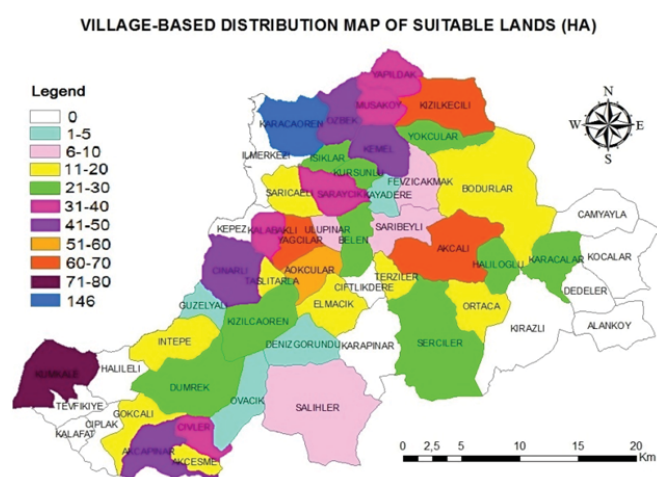 VILLAGE-BASED DISTRIBUTION MAP OF SUITABLE LANDS (HA)
Legend
0
1-5
6-10
11-20
21-30
31-40
41-50
51-60
60-70
71-80
146
N
W E
S
YAPILDAK
KARACAOREN
OZBEK
MUSAKOY
KIZILKECILI
YOKCULAR
KEMEL
ILMERKEZI
ISIKLAR
KURSUNLU
FEVZICAKMAK
BODURLAR
SARICAELI
SARAYCIK
KAYADERE
CAMYAYLA
KEPEZ
KALABAKLI
YAGCILAR
ULUPINAR
SARIBEYLI
BELEN
AKCALI
HALILOGLU
KARACALAR
KOCALAR
CINARLI
TASLITARLA
AOKCULAR
TERZILER
CIFTLIKDERE
DEDELER
GUZELYALI
ELMACIK
ORTACA
KIZILCAOREN
KIRAZLI
ALANKOY
INTEPE
DENIZGORUNDU
KARAPINAR
SERCILER
KUMKALE
HALILELI
DUMREK
OVACIK
SALIHLER
TEVFIKIYE
GOKCALI
CIPLAK
KALAFAT
CIVLER
AKCAPINAR
AKCESME
0 2,5 5 10 15 20
Km